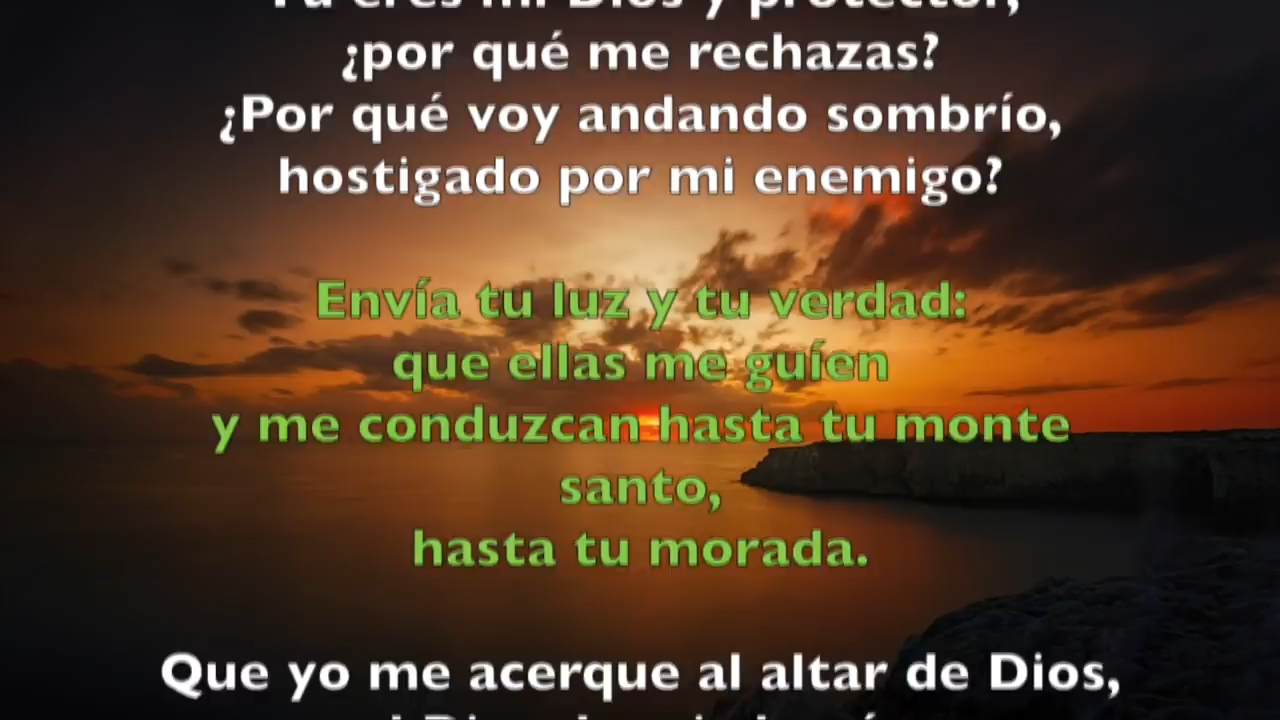 Tú eres mi Dios y protector,
¿por qué me rechazas?
¿Por qué voy andando sombrío,
hostigado por mi enemigo?
Envía tu luz y tu verdad:
que ellas me guíen
y me conduzcan hasta tu monte
santo,
hasta tu morada.
Que yo me acerque al altar de Dios,